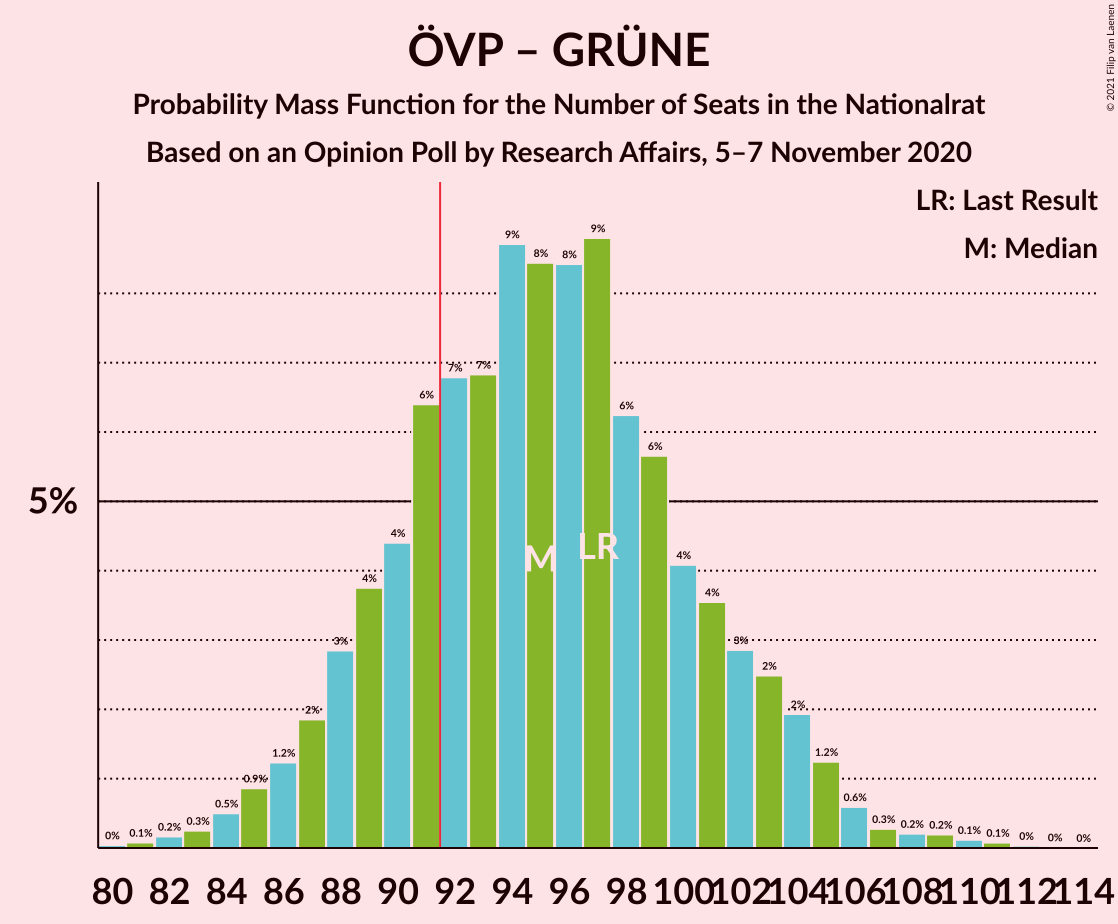 ÖVP – GRÜNE
Probability Mass Function for the Number of Seats in the Nationalrat
Based on an Opinion Poll by Research Affairs, 5–7 November 2020
© 2021 Filip van Laenen
LR: Last Result
M: Median
5%
0% 0.1% 0.2% 0.3% 0.5% 0.9% 1.2% 2% 3% 4% 4% 6% 7% 7% 9% 8% 8% 9% 6% 6% 4% 4% 3% 2% 2% 1.2% 0.6% 0.3% 0.2% 0.2% 0.1% 0.1% 0% 0% 0%
M LR
80 82 84 86 88 90 92 94 96 98 100 102 104 106 108 110 112 114